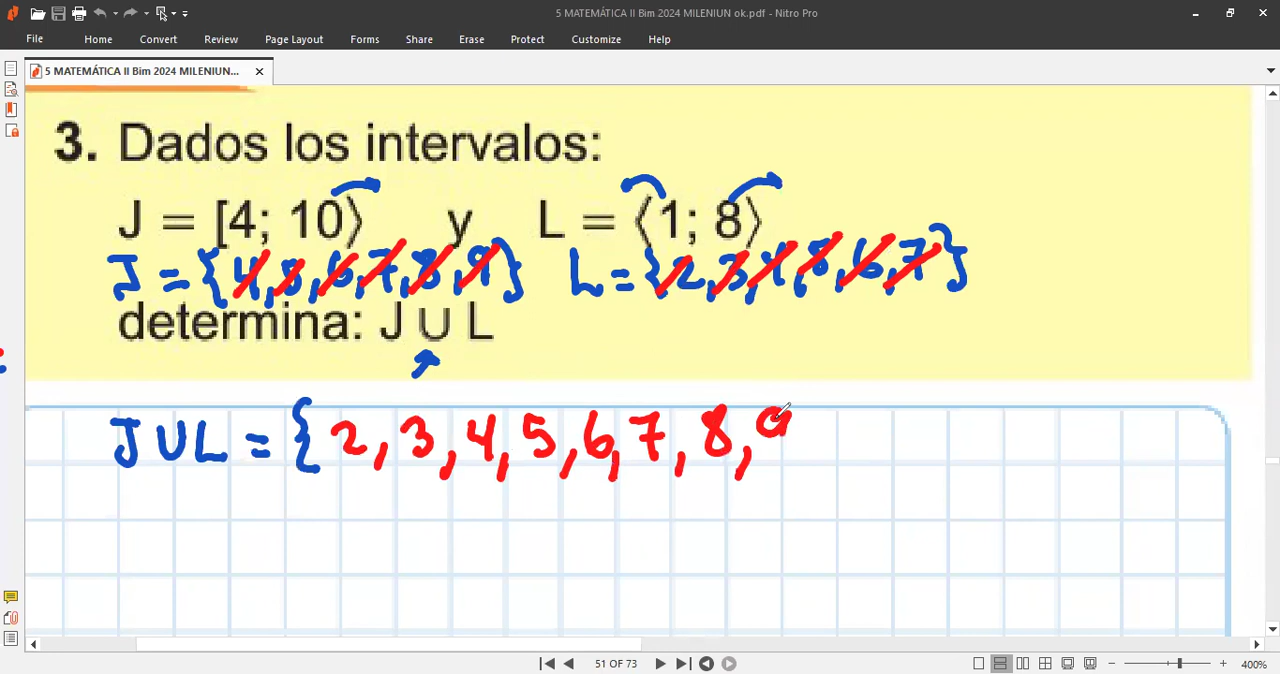 5 MATEMÁTICA II Bim 2024 MILENIUN ok.pdf - Nitro Pro
File Home Convert Review Page Layout Forms Share Erase Protect Customize Help
5 MATEMÁTICA II Bim 2024 MILENIUN...
3. Dados los intervalos:
J = [4; 10⟩ y L = ⟨1; 8⟩
J = {4,5,6,7,8,9} L = {2,3,4,5,6,7}
determina: J ∪ L
J U L = { 2, 3, 4, 5, 6, 7, 8,
51 OF 73
400%